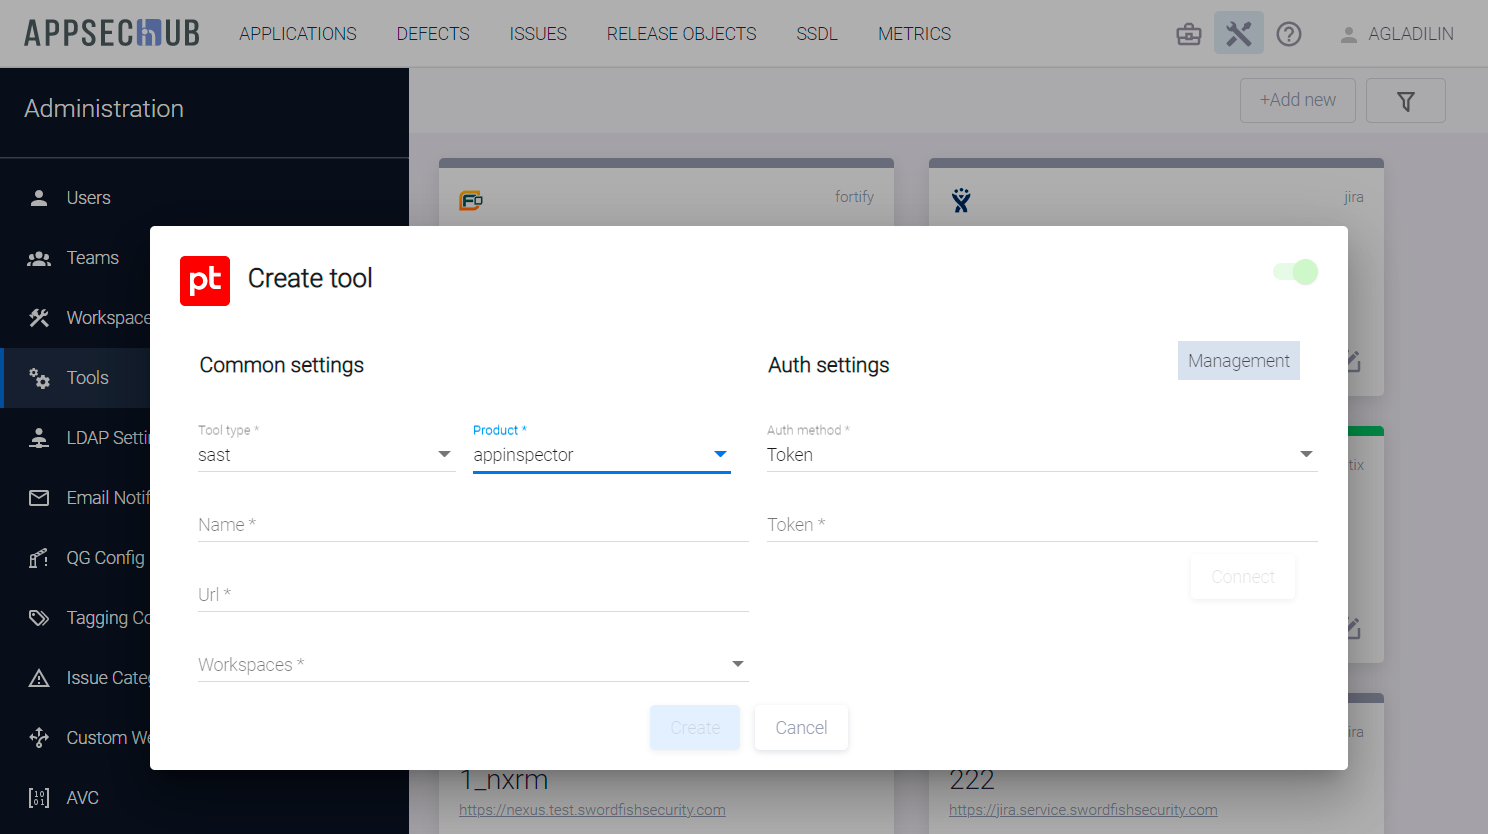 APPSECHUB APPLICATIONS DEFECTS ISSUES RELEASE OBJECTS SSDL METRICS AGLADILIN
Administration
+Add new
Users
Teams
Workspace
Tools
LDAP Setti
Email Notif
QG Config
Tagging Co
Issue Categ
Custom We
AVC
fortify
jira
pt Create tool
Common settings
Auth settings
Management
Tool type *
sast
Product *
appinspector
Auth method *
Token
Name *
Token *
Connect
Url *
Workspaces *
Create Cancel
tix
ira
1_nxrm
https://nexus.test.swordfishsecurity.com
222
https://jira.service.swordfishsecurity.com